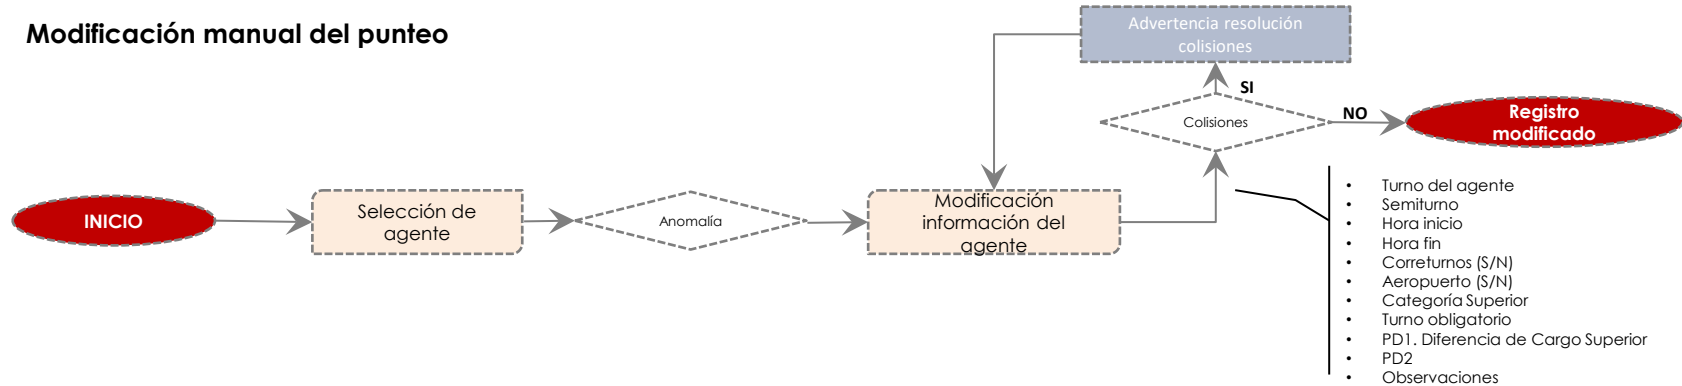 Modificación manual del punteo
Advertencia resolución
colisiones
SI
Colisiones
NO
Registro
modificado
INICIO
Selección de
agente
Anomalía
Modificación
información del
agente
• Turno del agente
• Semiturno
• Hora inicio
• Hora fin
• Correturnos (S/N)
• Aeropuerto (S/N)
• Categoría Superior
• Turno obligatorio
• PD1. Diferencia de Cargo Superior
• PD2
• Observaciones